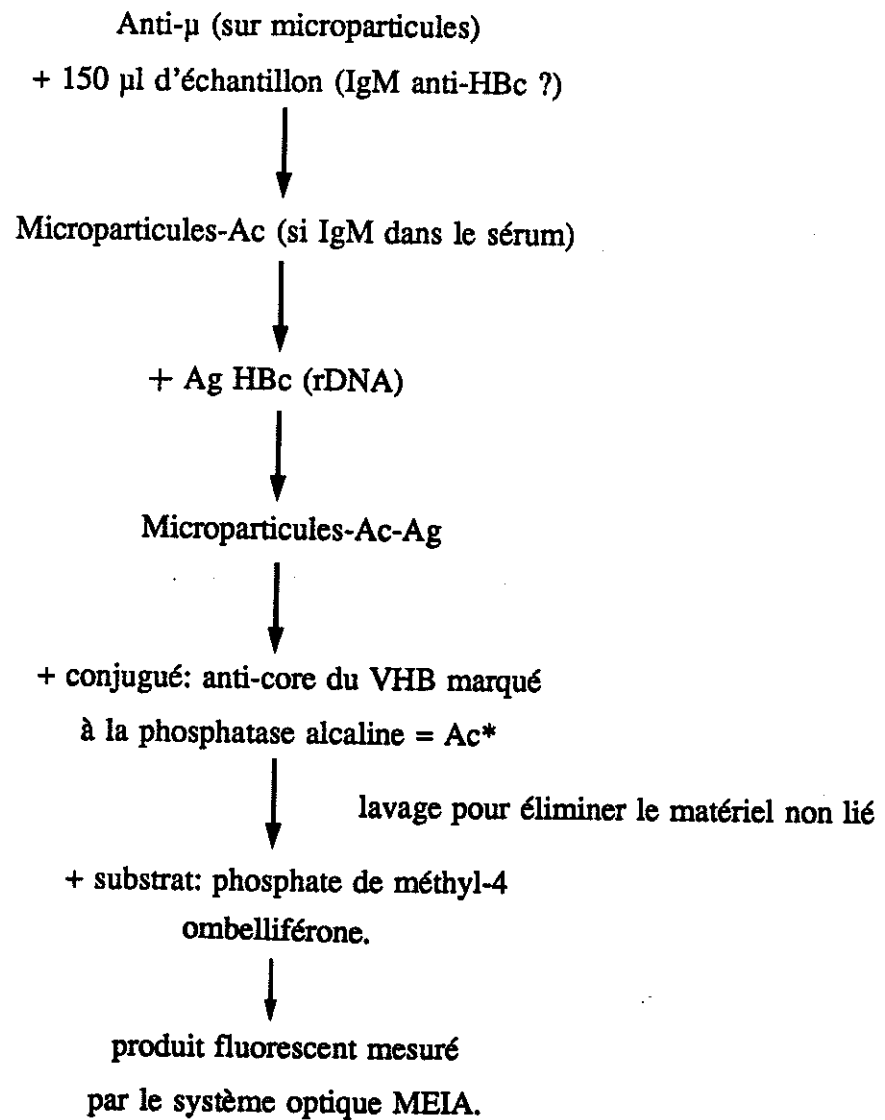 Anti-µ (sur microparticules)
+ 150 µl d'échantillon (IgM anti-HBc ?)
Microparticules-Ac (si IgM dans le sérum)
+ Ag HBc (rDNA)
Microparticules-Ac-Ag
+ conjugué: anti-core du VHB marqué
à la phosphatase alcaline = Ac*
lavage pour éliminer le matériel non lié
+ substrat: phosphate de méthyl-4
ombelliférone.
produit fluorescent mesuré
par le système optique MEIA.